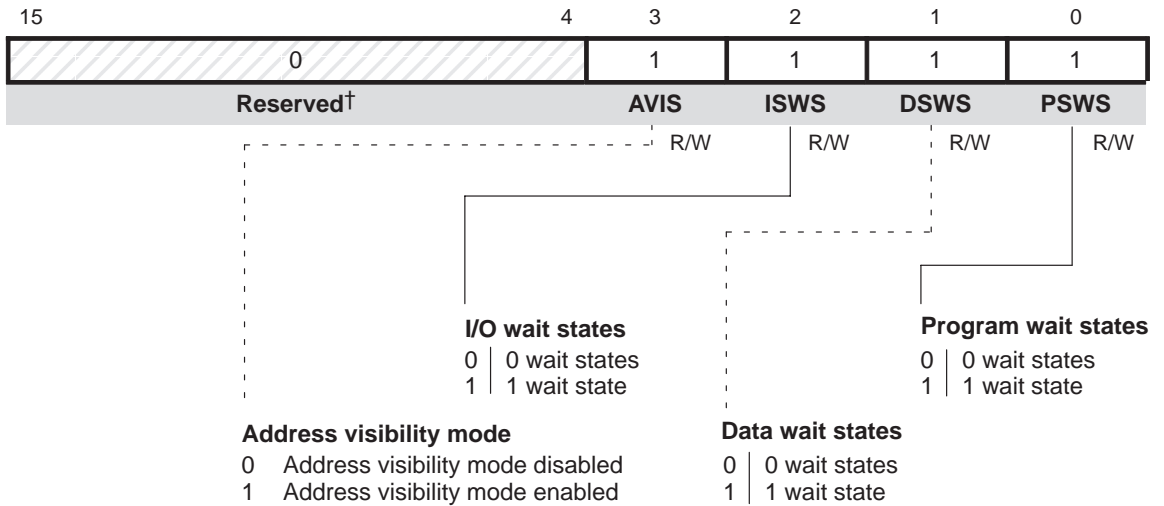 15 4 3 2 1 0
0 1 1 1 1
Reserved† AVIS ISWS DSWS PSWS
R/W R/W R/W R/W
I/O wait states
0 0 wait states
1 1 wait state
Program wait states
0 0 wait states
1 1 wait state
Address visibility mode
0 Address visibility mode disabled
1 Address visibility mode enabled
Data wait states
0 0 wait states
1 1 wait state